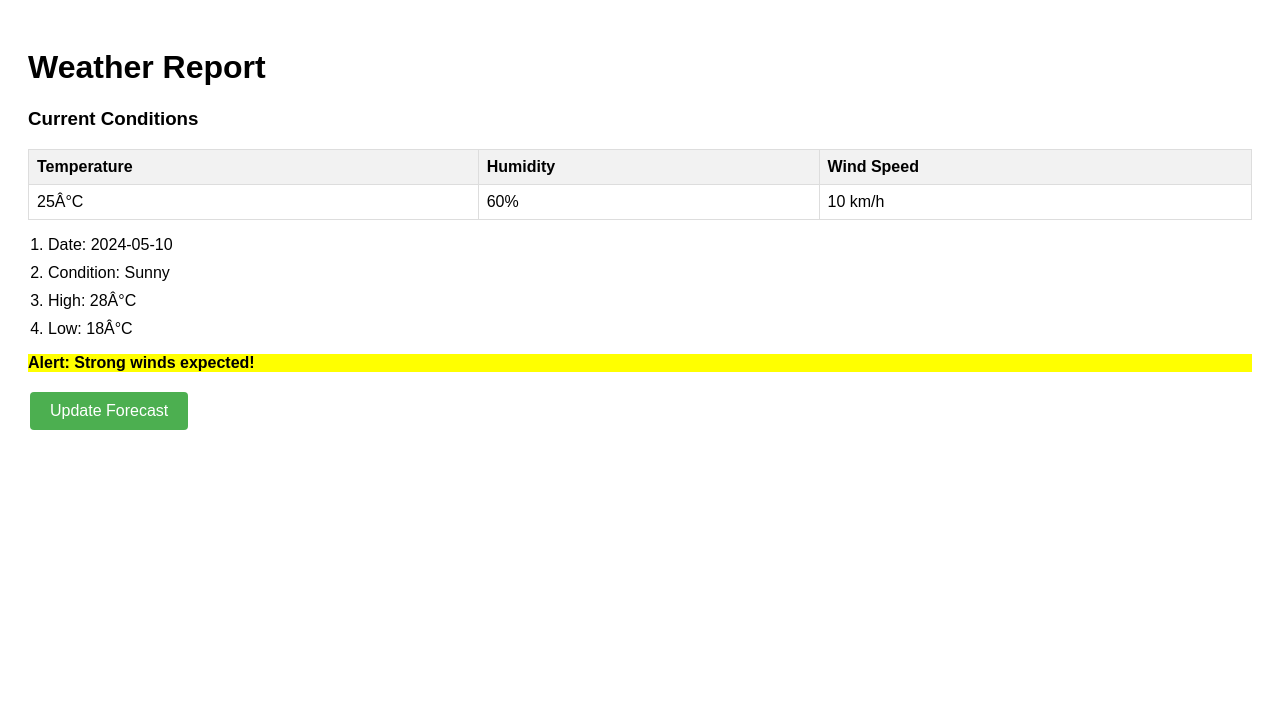 Weather Report
Current Conditions
Temperature Humidity Wind Speed
25Â°C 60% 10 km/h
1. Date: 2024-05-10
2. Condition: Sunny
3. High: 28Â°C
4. Low: 18Â°C
Alert: Strong winds expected!
Update Forecast